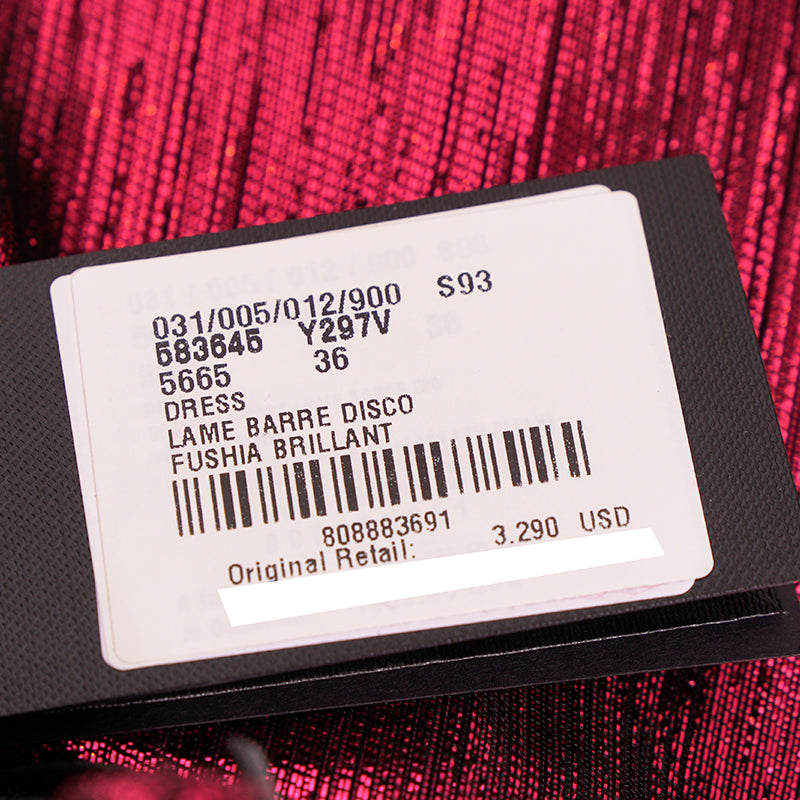 031/005/012/900 S93
583645 Y297V
5665 36
DRESS
LAME BARRE DISCO
FUSHIA BRILLANT
808883691
Original Retail: 3.290 USD